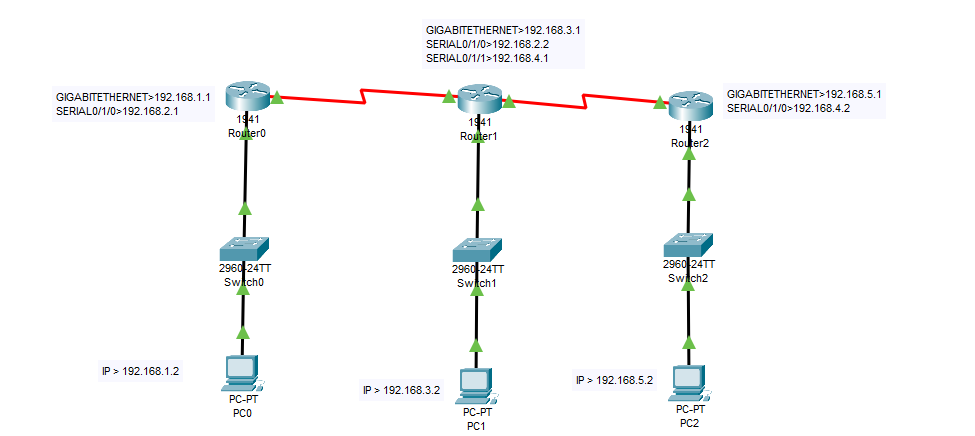 GIGABITETHERNET>192.168.3.1
SERIAL0/1/0>192.168.2.2
SERIAL0/1/1>192.168.4.1
GIGABITETHERNET>192.168.1.1
SERIAL0/1/0>192.168.2.1
GIGABITETHERNET>192.168.5.1
SERIAL0/1/0>192.168.4.2
1941
Router0
1941
Router1
1941
Router2
2960-24TT
Switch0
2960-24TT
Switch1
2960-24TT
Switch2
IP > 192.168.1.2
IP > 192.168.3.2
IP > 192.168.5.2
PC-PT
PC0
PC-PT
PC1
PC-PT
PC2